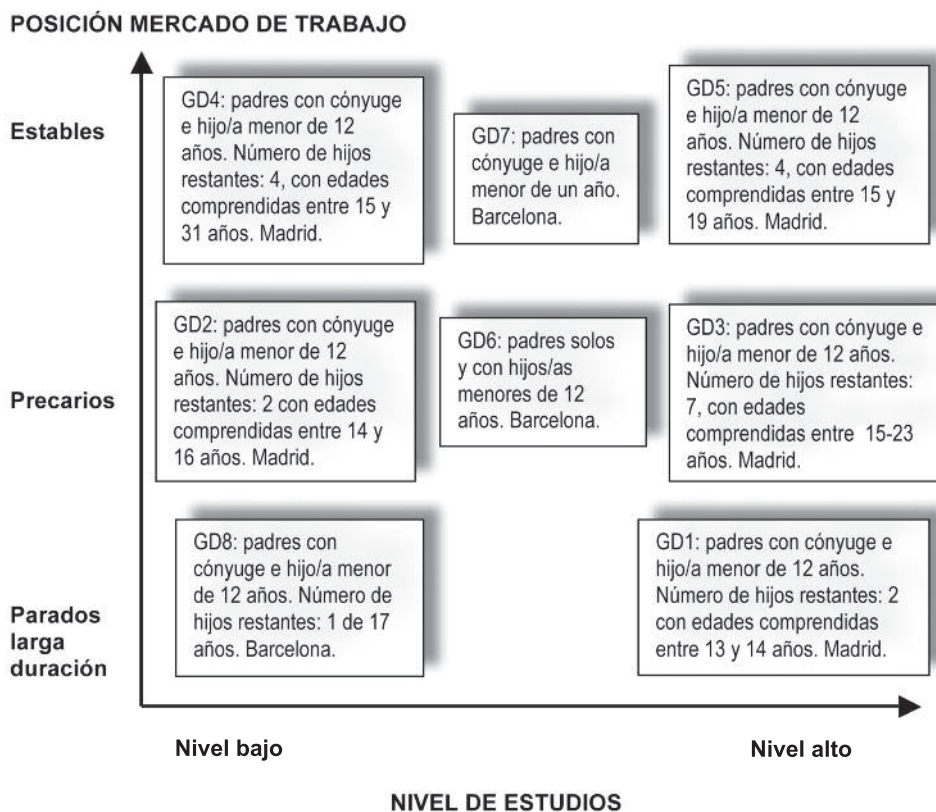 POSICIÓN MERCADO DE TRABAJO
Estables
GD4: padres con cónyuge
e hijo/a menor de 12
años. Número de hijos
restantes: 4, con edades
comprendidas entre 15 y
31 años. Madrid.
GD7: padres con
cónyuge e hijo/a
menor de un año.
Barcelona.
GD5: padres con cónyuge
e hijo/a menor de 12
años. Número de hijos
restantes: 4, con edades
comprendidas entre 15 y
19 años. Madrid.
Precarios
GD2: padres con cónyuge
e hijo/a menor de 12
años. Número de hijos
restantes: 2 con edades
comprendidas entre 14 y
16 años. Madrid.
GD6: padres solos
y con hijos/as
menores de 12
años. Barcelona.
GD3: padres con cónyuge e
hijo/a menor de 12 años.
Número de hijos restantes:
7, con edades
comprendidas entre 15-23
años. Madrid.
Parados
larga
duración
GD8: padres con
cónyuge e hijo/a menor
de 12 años. Número de
hijos restantes: 1 de 17
años. Barcelona.
GD1: padres con cónyuge e
hijo/a menor de 12 años.
Número de hijos restantes: 2
con edades comprendidas
entre 13 y 14 años. Madrid.
Nivel bajo
Nivel alto
NIVEL DE ESTUDIOS